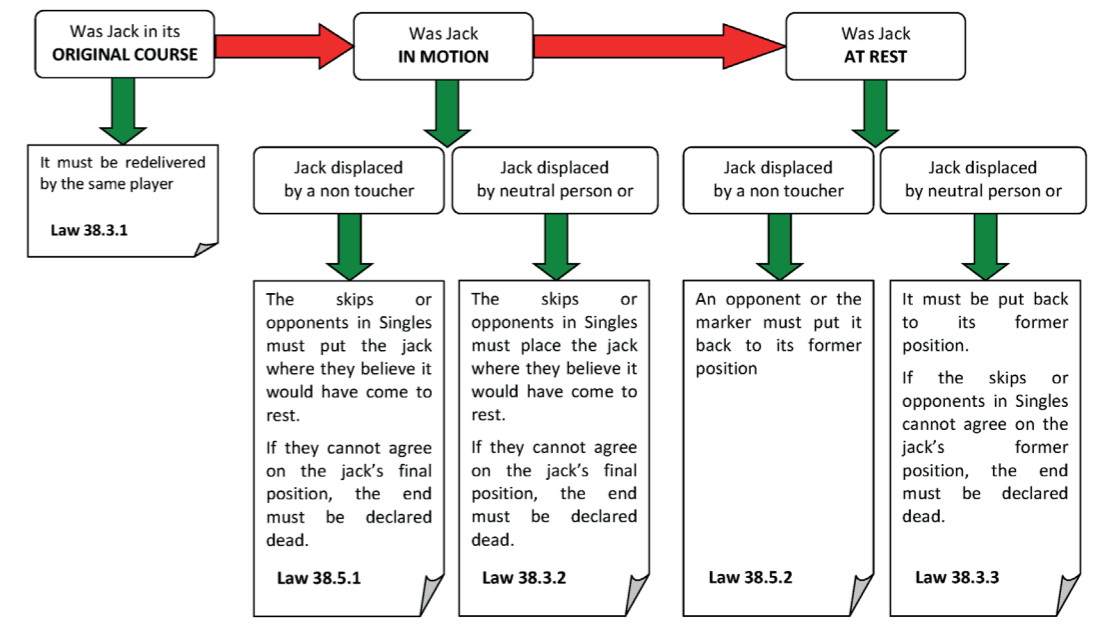 Was Jack in its
ORIGINAL COURSE
Was Jack
IN MOTION
Was Jack
AT REST
It must be redelivered
by the same player
Law 38.3.1
Jack displaced
by a non toucher
Jack displaced
by neutral person or
Jack displaced
by a non toucher
Jack displaced
by neutral person or
The skips or
opponents in Singles
must put the jack
where they believe it
would have come to
rest.
If they cannot agree
on the jack’s final
position, the end
must be declared
dead.
Law 38.5.1
The skips or
opponents in Singles
must place the jack
where they believe it
would have come to
rest.
If they cannot agree
on the jack’s final
position, the end
must be declared
dead.
Law 38.3.2
An opponent or the
marker must put it
back to its former
position
Law 38.5.2
It must be put back
to its former
position.
If the skips or
opponents in Singles
cannot agree on the
jack’s former
position, the end
must be declared
dead.
Law 38.3.3